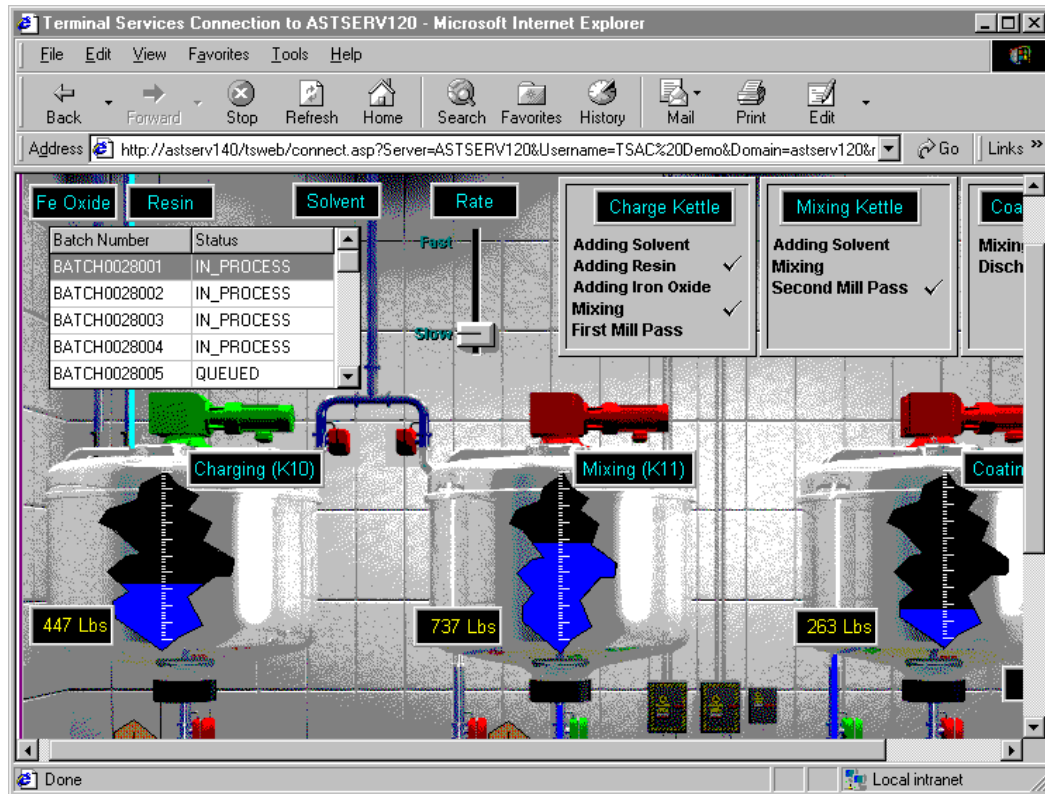 Terminal Services Connection to ASTSERV120 - Microsoft Internet Explorer
File Edit View Favorites Tools Help
Back Forward Stop Refresh Home Search Favorites History Mail Print Edit
Address http://astserv140/tsweb/connect.asp?Server=ASTSERV120&Username=TSAC%20Demo&Domain=astserv120&r Go Links »
Fe Oxide Resin Solvent Rate Charge Kettle Mixing Kettle Coa
Batch Number Status
BATCH0028001 IN_PROCESS
BATCH0028002 IN_PROCESS
BATCH0028003 IN_PROCESS
BATCH0028004 IN_PROCESS
BATCH0028005 QUEUED
Fast
Slow
Adding Solvent
Adding Resin ✓
Adding Iron Oxide
Mixing ✓
First Mill Pass
Adding Solvent
Mixing
Second Mill Pass ✓
Mixing
Disch
Charging (K10) Mixing (K11) Coatin
447 Lbs 737 Lbs 263 Lbs
Done Local intranet